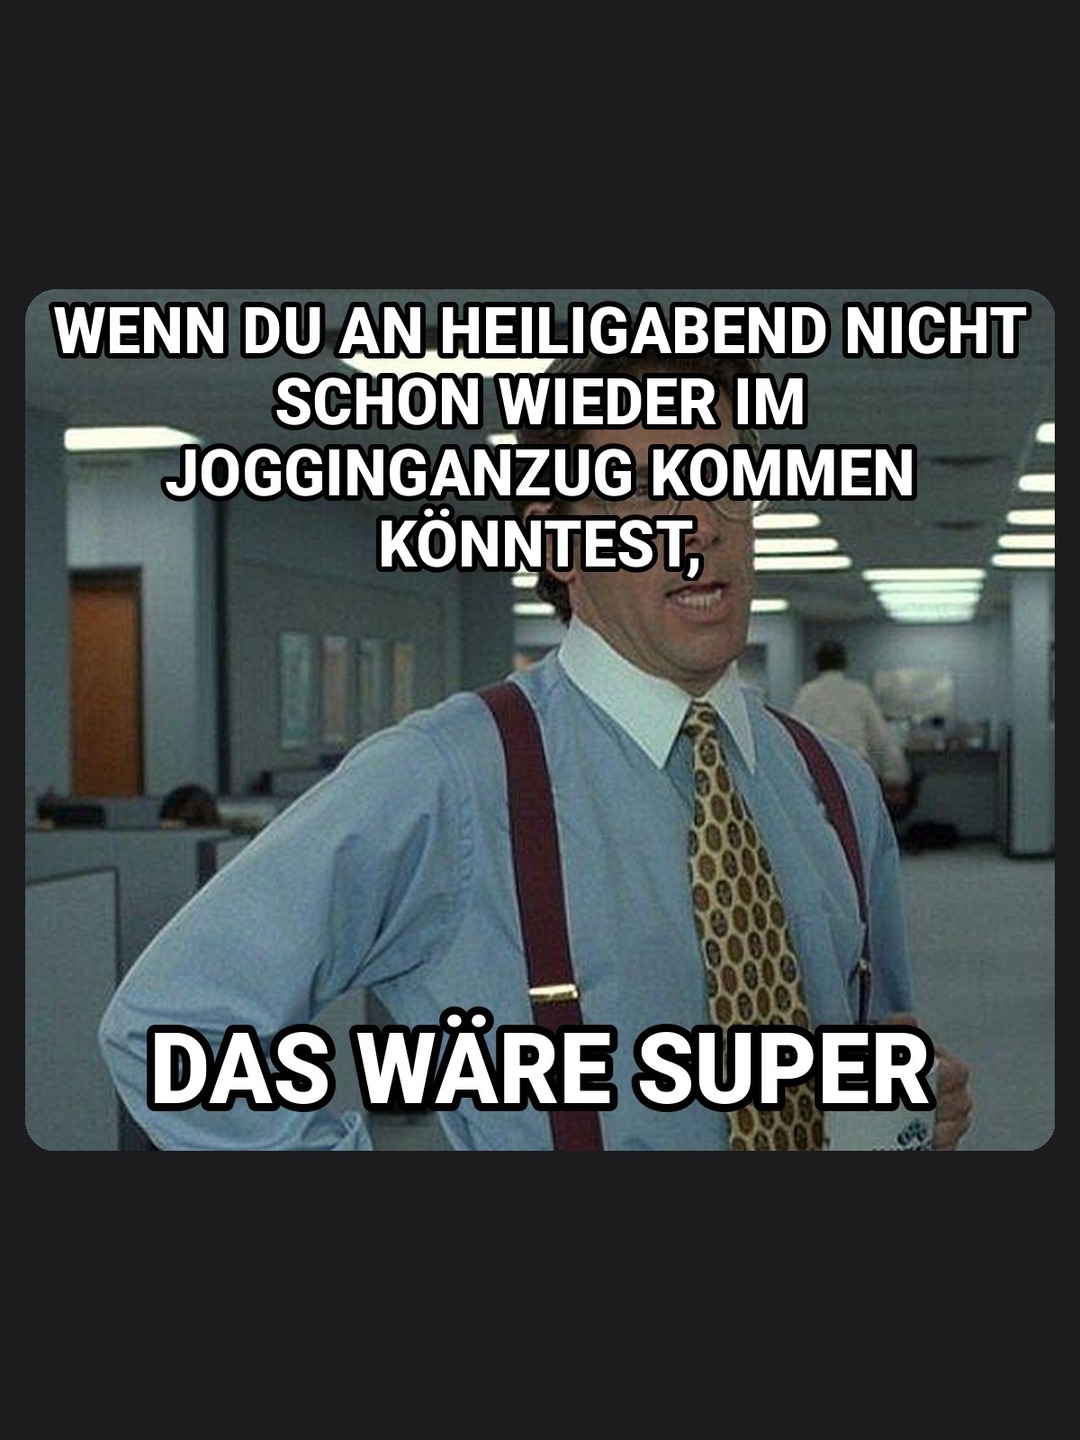 WENN DU AN HEILIGABEND NICHT
SCHON WIEDER IM
JOGGINGANZUG KOMMEN
KÖNNTEST,
DAS WÄRE SUPER